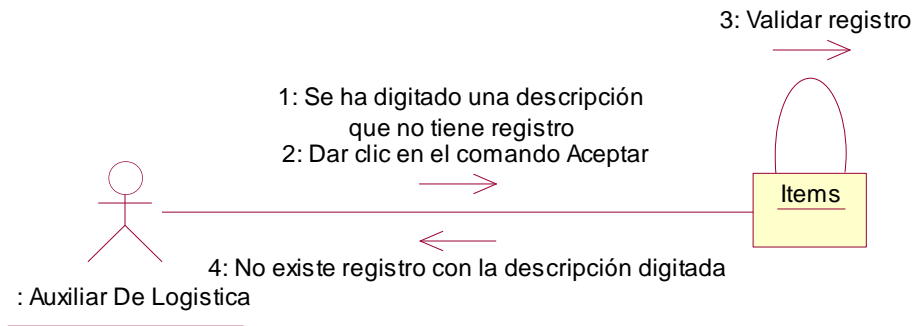 3: Validar registro
1: Se ha digitado una descripción
que no tiene registro
2: Dar clic en el comando Aceptar
Items
4: No existe registro con la descripción digitada
: Auxiliar De Logistica